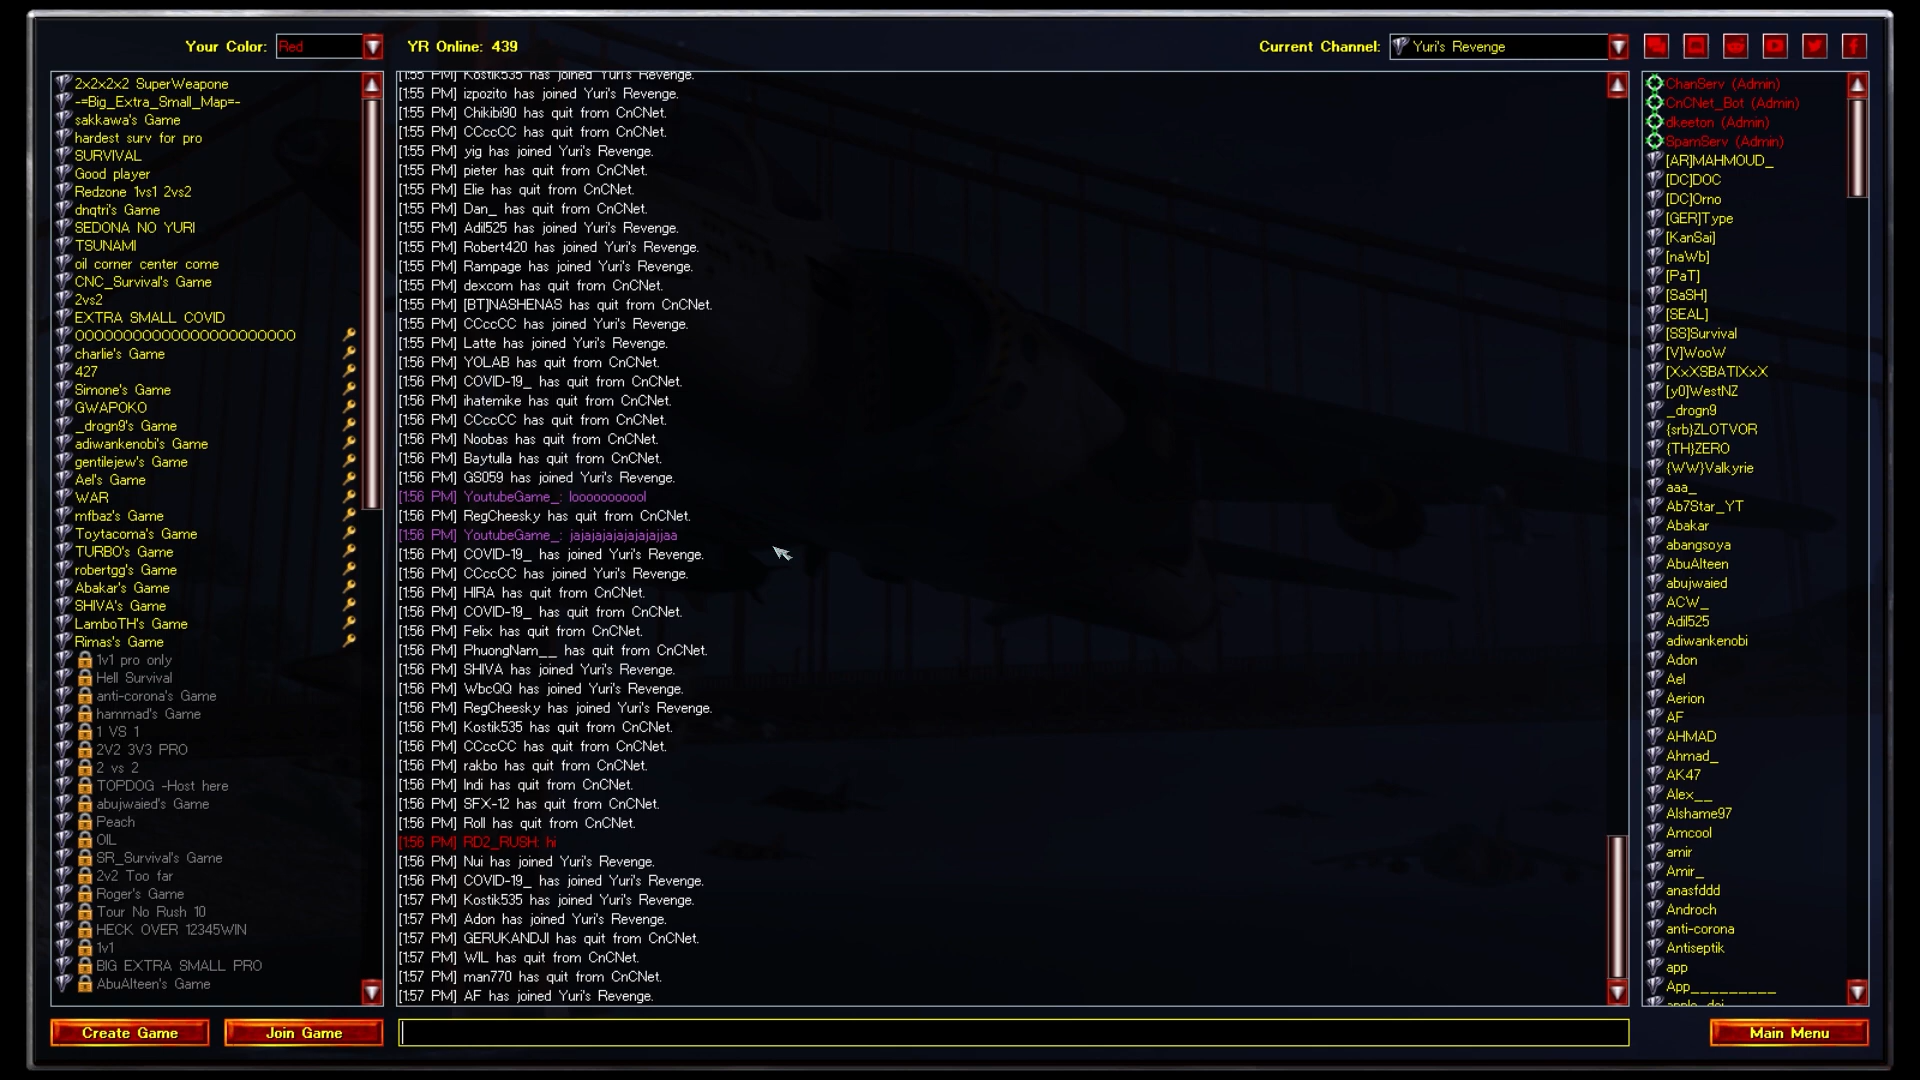 Your Color: Red
YR Online: 439
Current Channel: Yuri's Revenge
2x2x2x2 SuperWeapone
-=Big_Extra_Small_Map=-
sakkawa's Game
hardest surv for pro
SURVIVAL
Good player
Redzone 1vs1 2vs2
dnqtri's Game
SEDONA NO YURI
TSUNAMI
oil corner center come
CNC_Survival's Game
2vs2
EXTRA SMALL COVID
charlie's Game
427
Simone's Game
GWAPOKO
_drogn9's Game
adiwankenobi's Game
gentilejew's Game
Ael's Game
WAR
mfbaz's Game
Toytacoma's Game
TURBO's Game
robertgg's Game
Abakar's Game
SHIVA's Game
LamboTH's Game
Rimas's Game
1v1 pro only
Hell Survival
anti-corona's Game
hammad's Game
1 VS 1
2V2 3V3 PRO
2 vs 2
TOPDOG -Host here
abujwaied's Game
Peach
OIL
SR_Survival's Game
2v2 Too far
Roger's Game
Tour No Rush 10
HECK OVER 12345WIN
1v1
BIG EXTRA SMALL PRO
AbuAlteen's Game
[1:55 PM] Kostik535 has joined Yuri's Revenge.
[1:55 PM] izpozito has joined Yuri's Revenge.
[1:55 PM] Chikibi90 has quit from CnCNet.
[1:55 PM] CCccCC has quit from CnCNet.
[1:55 PM] yig has joined Yuri's Revenge.
[1:55 PM] pieter has quit from CnCNet.
[1:55 PM] Elie has quit from CnCNet.
[1:55 PM] Dan_ has quit from CnCNet.
[1:55 PM] Adil525 has joined Yuri's Revenge.
[1:55 PM] Robert420 has joined Yuri's Revenge.
[1:55 PM] Rampage has joined Yuri's Revenge.
[1:55 PM] dexcom has quit from CnCNet.
[1:55 PM] [BT]NASHENAS has quit from CnCNet.
[1:55 PM] CCccCC has joined Yuri's Revenge.
[1:55 PM] Latte has joined Yuri's Revenge.
[1:56 PM] YOLAB has quit from CnCNet.
[1:56 PM] COVID-19_ has quit from CnCNet.
[1:56 PM] ihatemike has quit from CnCNet.
[1:56 PM] CCccCC has quit from CnCNet.
[1:56 PM] Noobas has quit from CnCNet.
[1:56 PM] Baytulla has quit from CnCNet.
[1:56 PM] GS059 has joined Yuri's Revenge.
[1:56 PM] YoutubeGame_: looooooooool
[1:56 PM] RegCheesky has quit from CnCNet.
[1:56 PM] YoutubeGame_: jajajajajajajajajjaa
[1:56 PM] COVID-19_ has joined Yuri's Revenge.
[1:56 PM] CCccCC has joined Yuri's Revenge.
[1:56 PM] HIRA has quit from CnCNet.
[1:56 PM] COVID-19_ has quit from CnCNet.
[1:56 PM] Felix has quit from CnCNet.
[1:56 PM] PhuongNam__ has quit from CnCNet.
[1:56 PM] SHIVA has joined Yuri's Revenge.
[1:56 PM] WbcQQ has joined Yuri's Revenge.
[1:56 PM] RegCheesky has joined Yuri's Revenge.
[1:56 PM] Kostik535 has quit from CnCNet.
[1:56 PM] CCccCC has quit from CnCNet.
[1:56 PM] rakbo has quit from CnCNet.
[1:56 PM] Indi has quit from CnCNet.
[1:56 PM] SFX-12 has quit from CnCNet.
[1:56 PM] Roll has quit from CnCNet.
[1:56 PM] RD2_RUSH: hi
[1:56 PM] Nui has joined Yuri's Revenge.
[1:56 PM] COVID-19_ has joined Yuri's Revenge.
[1:57 PM] Kostik535 has joined Yuri's Revenge.
[1:57 PM] Adon has joined Yuri's Revenge.
[1:57 PM] GERUKANDJI has quit from CnCNet.
[1:57 PM] WIL has quit from CnCNet.
[1:57 PM] man770 has quit from CnCNet.
[1:57 PM] AF has joined Yuri's Revenge.
ChanServ (Admin)
CnCNet_Bot (Admin)
dkeeton (Admin)
SpamServ (Admin)
[AR]MAHMOUD_
[DC]DOC
[DC]Orno
[GER]Type
[KanSai]
[naWb]
[PaT]
[SaSH]
[SEAL]
[SS]Survival
[V]WooW
[XxXSBATIXxX
[y0]WestNZ
_drogn9
{srb}ZLOTVOR
{TH}ZERO
{WW}Valkyrie
aaa_
Ab7Star_YT
Abakar
abangsoya
AbuAlteen
abujwaied
ACW_
Adil525
adiwankenobi
Adon
Ael
Aerion
AF
AHMAD
Ahmad_
AK47
Alex__
Alshame97
Amcool
amir
Amir_
anasfddd
Androch
anti-corona
Antiseptik
app
App_________
Create Game
Join Game
Main Menu